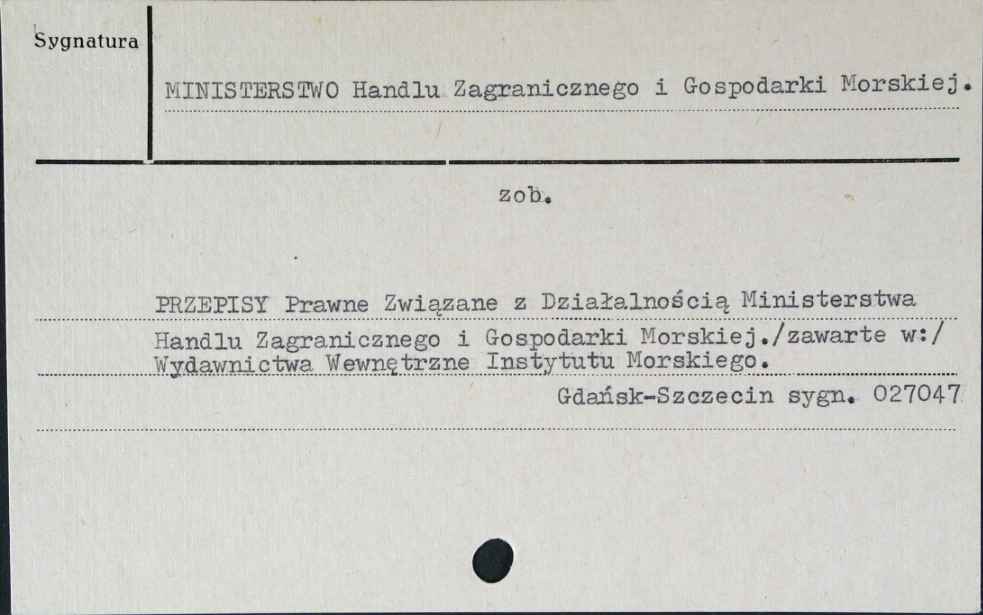 Sygnatura
MINISTERSTWO Handlu Zagranicznego i Gospodarki Morskiej.
zob.
PRZEPISY Prawne Związane z Działalnością Ministerstwa
Handlu Zagranicznego i Gospodarki Morskiej./zawarte w:/
Wydawnictwa Wewnętrzne Instytutu Morskiego.
Gdańsk-Szczecin sygn. 027047